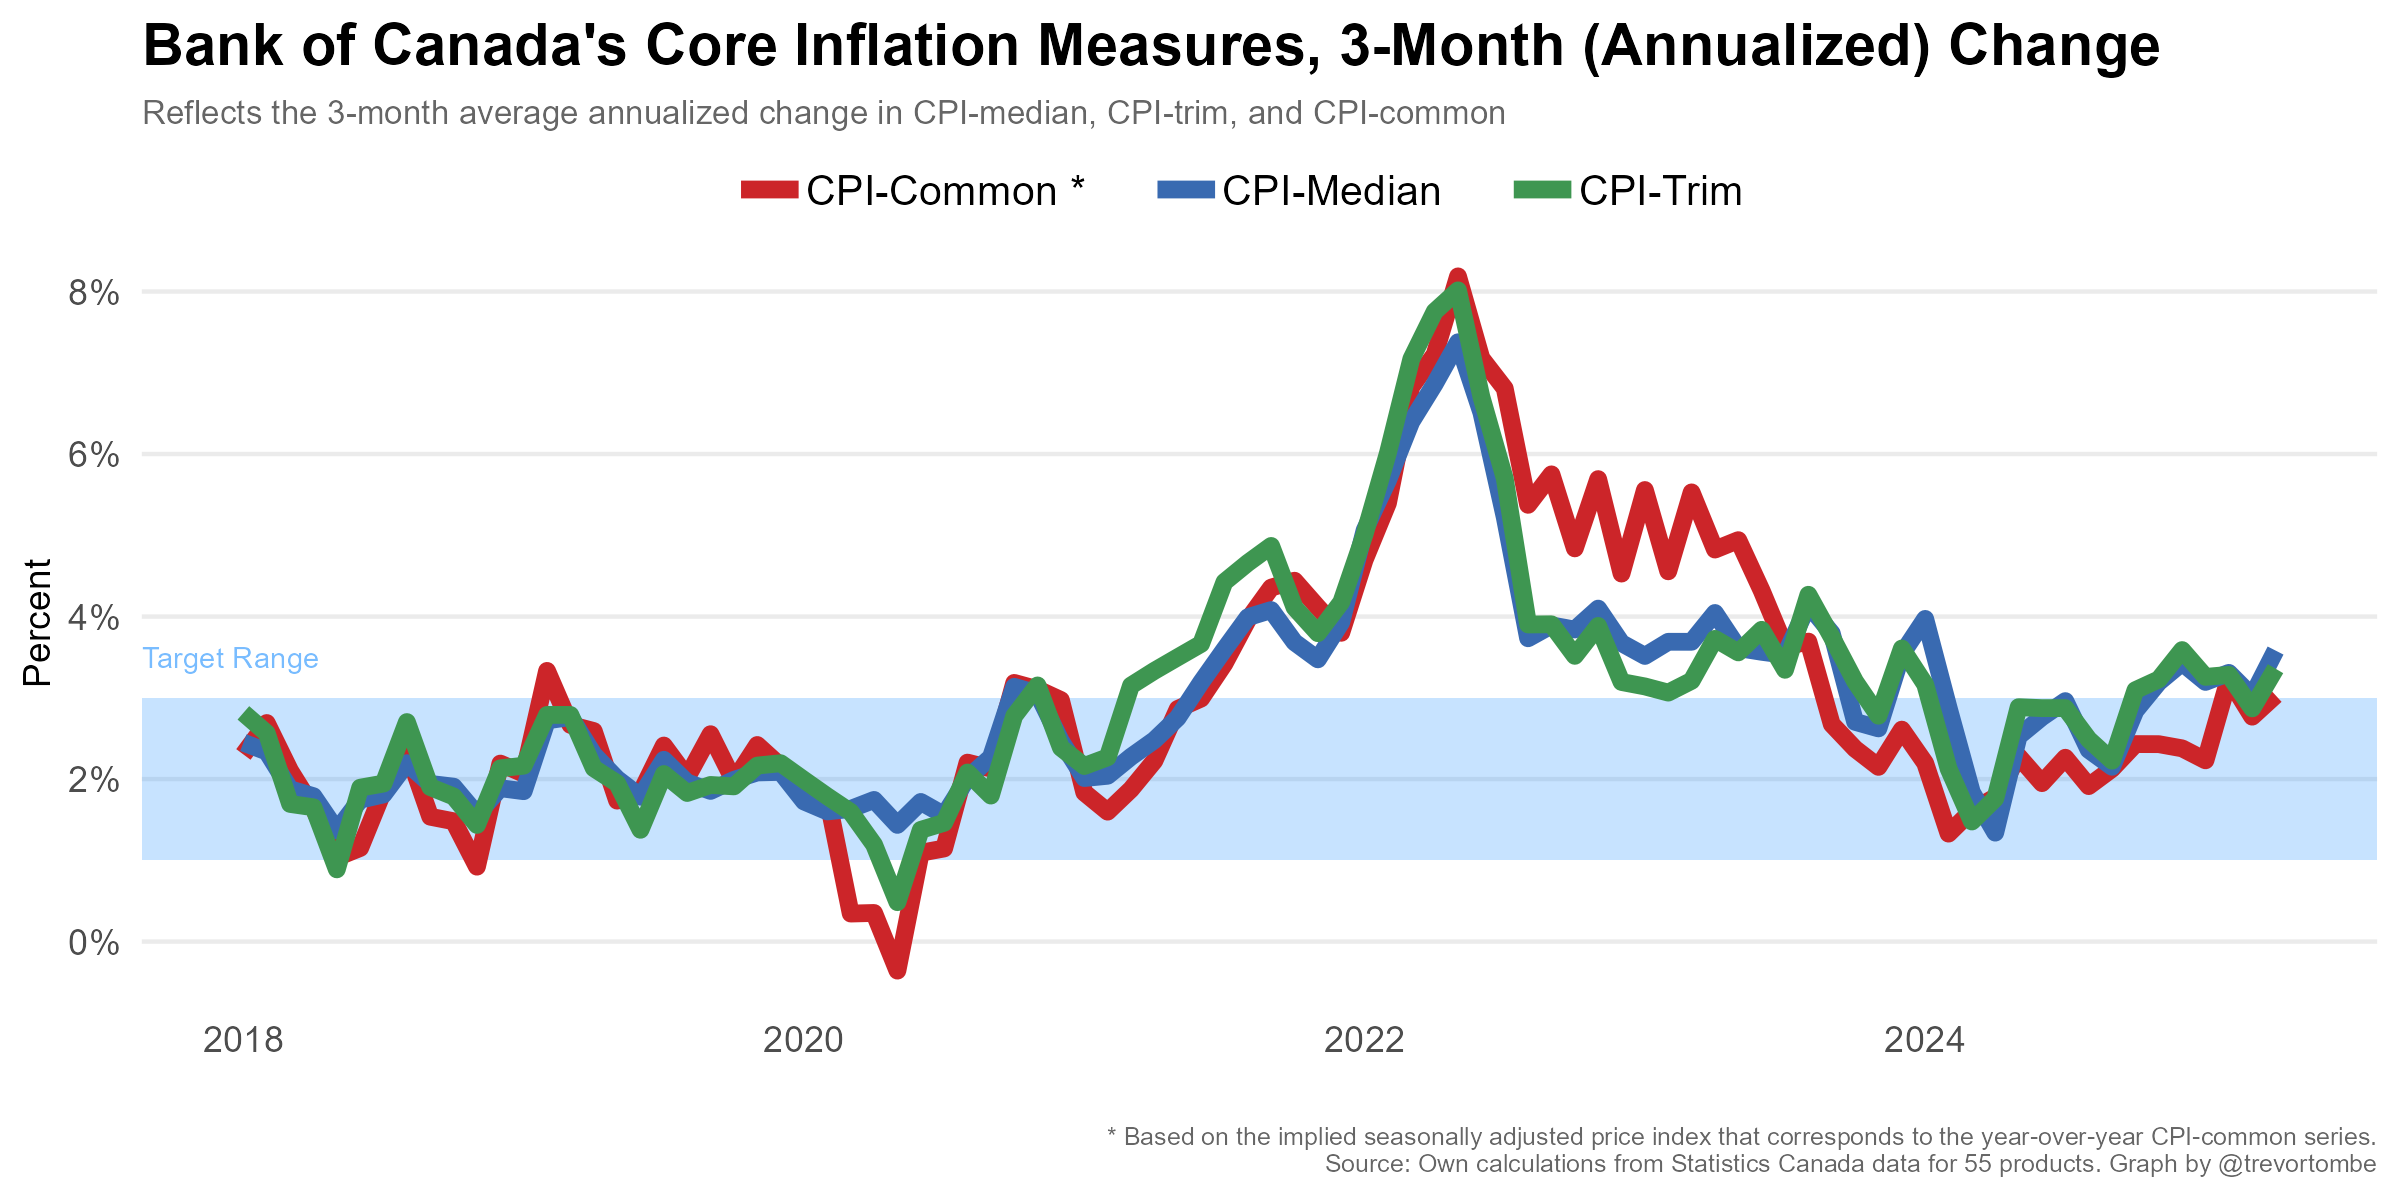 Bank of Canada's Core Inflation Measures, 3-Month (Annualized) Change
Reflects the 3-month average annualized change in CPI-median, CPI-trim, and CPI-common
CPI-Common * CPI-Median CPI-Trim
8%
6%
4%
2%
0%
Percent
Target Range
2018 2020 2022 2024
* Based on the implied seasonally adjusted price index that corresponds to the year-over-year CPI-common series.
Source: Own calculations from Statistics Canada data for 55 products. Graph by @trevortombe